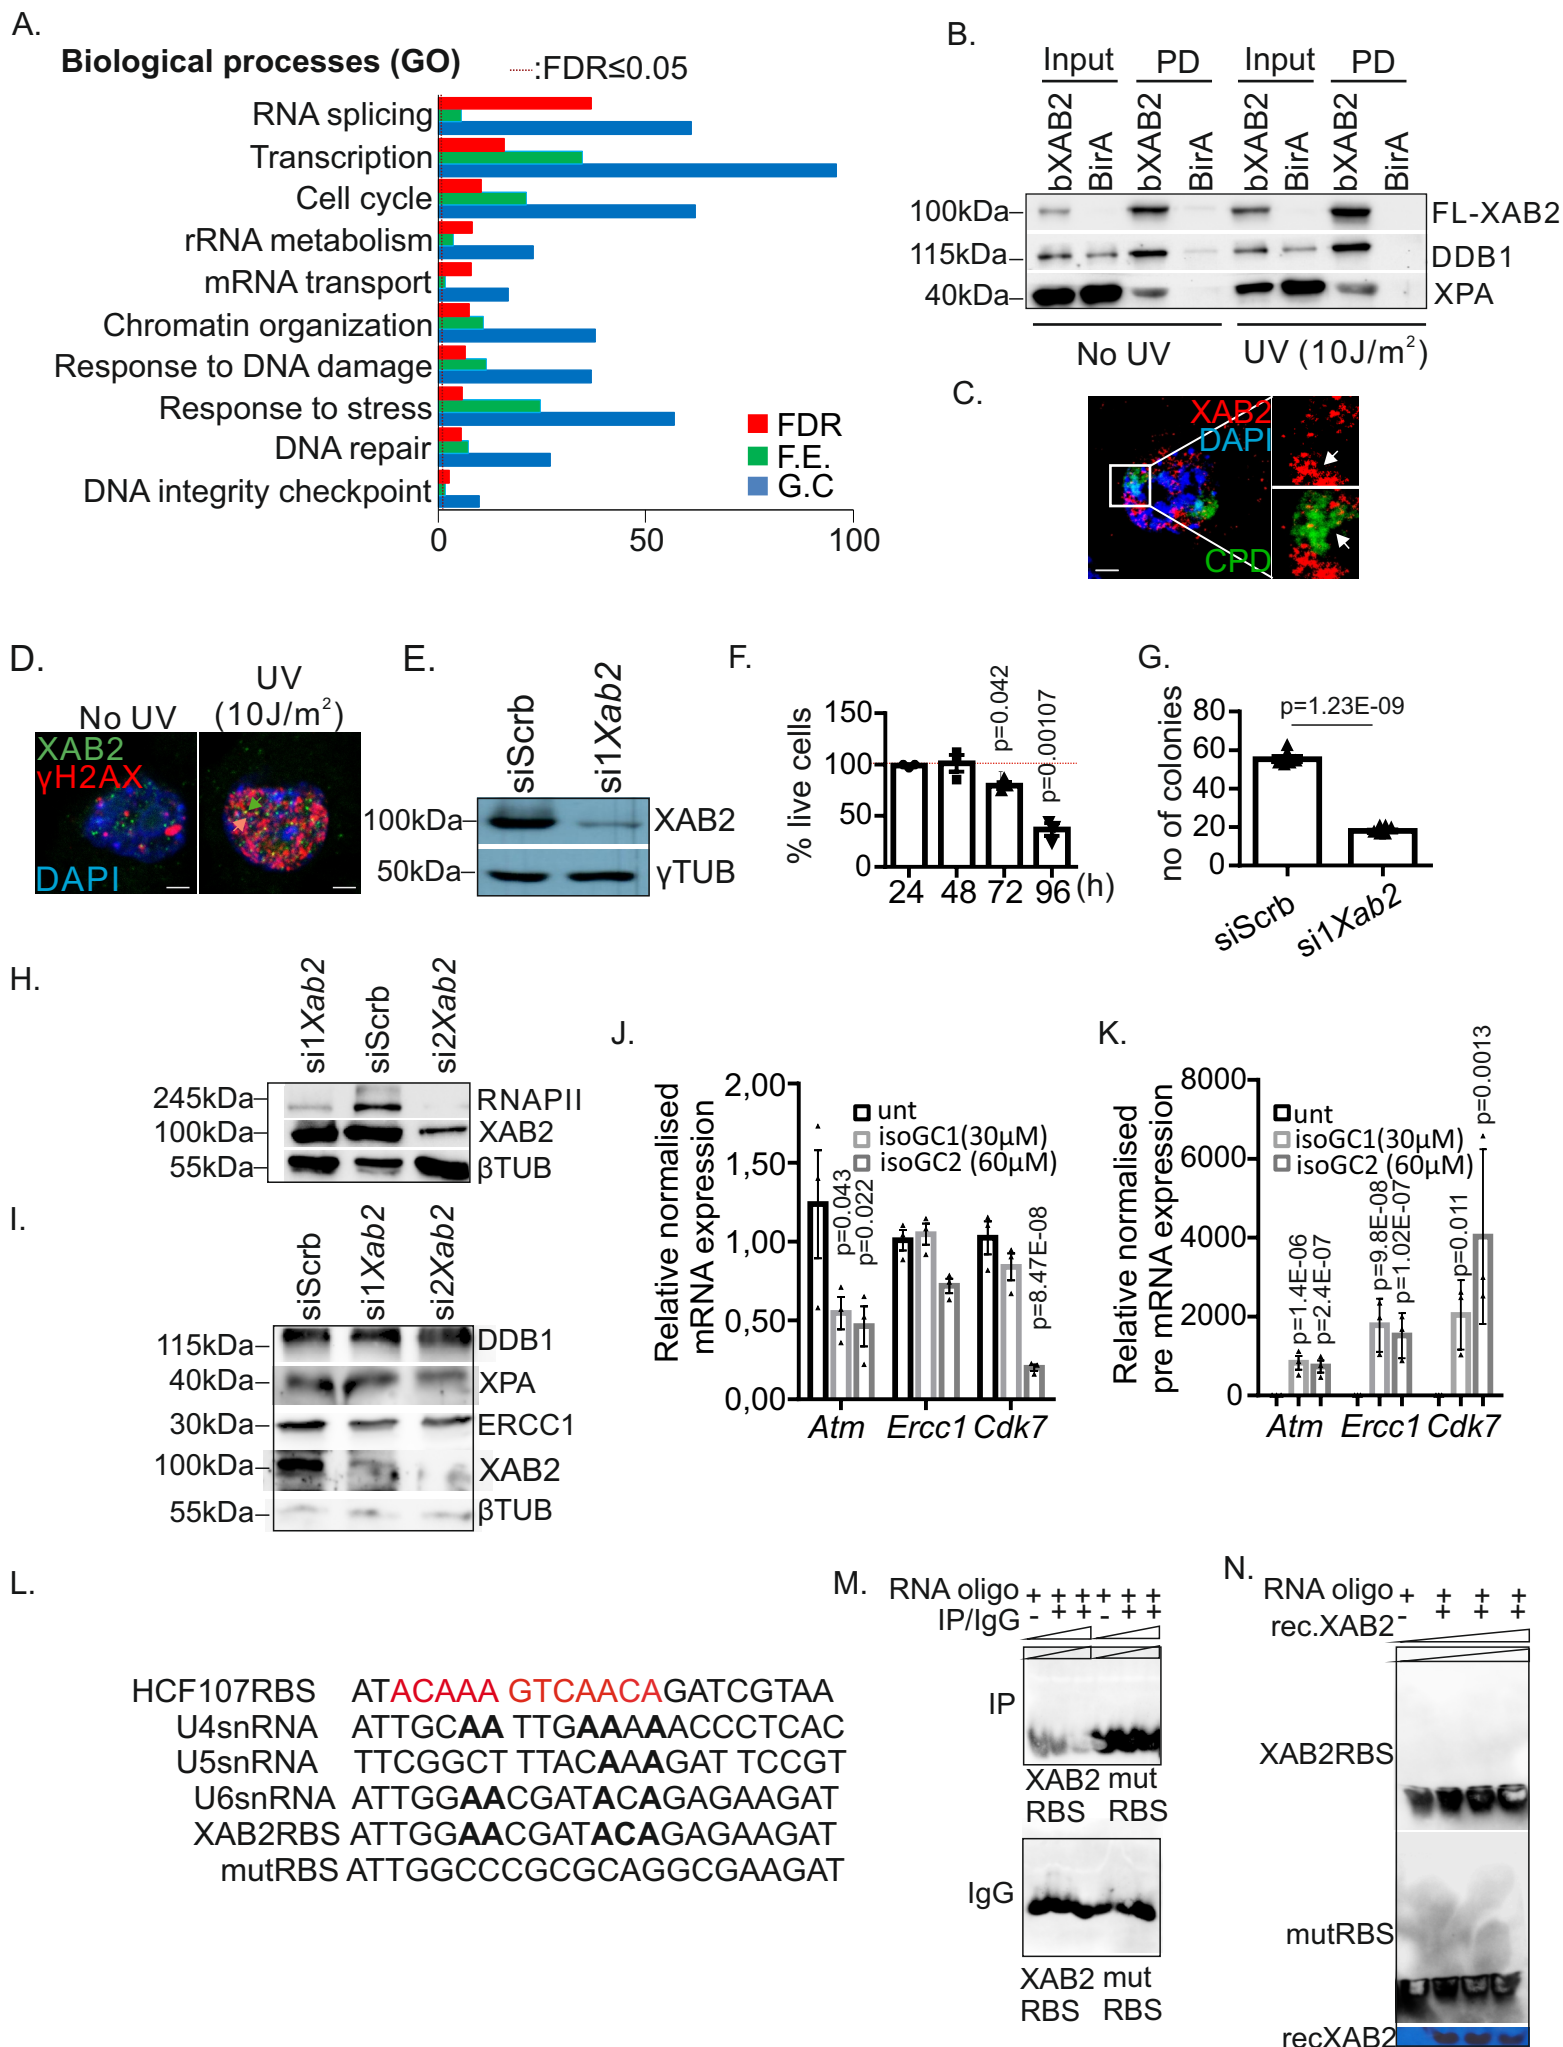 A.
Biological processes (GO)
:FDR≤0.05
RNA splicing
Transcription
Cell cycle
rRNA metabolism
mRNA transport
Chromatin organization
Response to DNA damage
Response to stress
DNA repair
DNA integrity checkpoint
FDR
F.E.
G.C
0 50 100
B.
Input PD Input PD
bXAB2 BirA bXAB2 BirA bXAB2 BirA bXAB2 BirA
100kDa FL-XAB2
115kDa DDB1
40kDa XPA
No UV UV (10J/m²)
C.
XAB2
DAPI
CPD
D.
No UV
UV
(10J/m²)
XAB2
γH2AX
DAPI
E.
siScrb si1Xab2
100kDa XAB2
50kDa γTUB
F.
% live cells
150
100
50
0
p=0.042
p=0.00107
24 48 72 96 (h)
G.
no of colonies
80
60
40
20
0
p=1.23E-09
siScrb
si1Xab2
H.
si1Xab2 siScrb si2Xab2
245kDa RNAPII
100kDa XAB2
55kDa βTUB
I.
siScrb si1Xab2 si2Xab2
115kDa DDB1
40kDa XPA
30kDa ERCC1
100kDa XAB2
55kDa βTUB
J.
Relative normalised
mRNA expression
2,00
1,50
1,00
0,50
0,00
unt
isoGC1(30µM)
isoGC2 (60µM)
p=0.043
p=0.022
p=8.47E-08
Atm Ercc1 Cdk7
K.
Relative normalised
pre mRNA expression
8000
6000
4000
2000
0
unt
isoGC1(30µM)
isoGC2 (60µM)
p=1.4E-06
p=2.4E-07
p=9.8E-08
p=1.02E-07
p=0.011
p=0.0013
Atm Ercc1 Cdk7
L.
HCF107RBS ATACAAA GTCAACAGATCGTAA
U4snRNA ATTGCAA TTGAAAAACCCTCAC
U5snRNA TTCGGCT TTACAAAGAT TCCGT
U6snRNA ATTGGAACGATACAGAGAAGAT
XAB2RBS ATTGGAACGATACAGAGAAGAT
mutRBS ATTGGCCCGCGCAGGCGAAGAT
M.
RNA oligo + + + + + +
IP/IgG - + + - + +
IP
XAB2 mut
RBS RBS
IgG
XAB2 mut
RBS RBS
N.
RNA oligo + + + +
rec.XAB2 - + + +
XAB2RBS
mutRBS
recXAB2